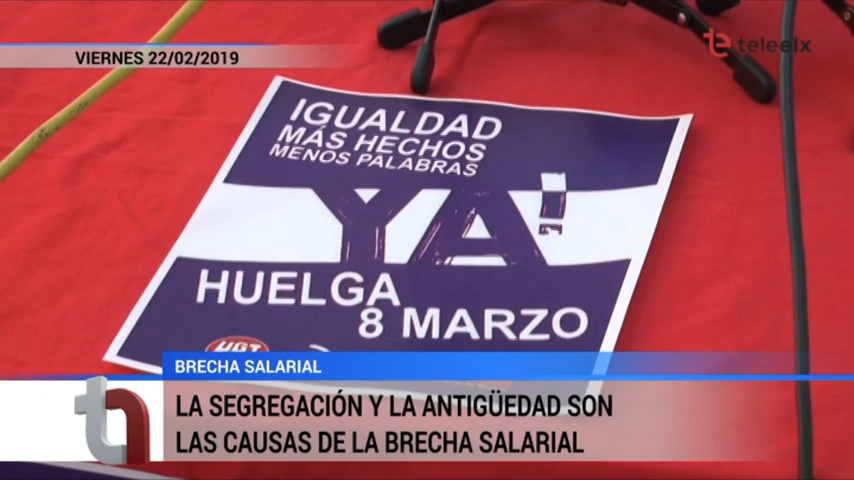 VIERNES 22/02/2019
teleelx
IGUALDAD
MÁS HECHOS
MENOS PALABRAS
YA!
HUELGA
8 MARZO
UGT
BRECHA SALARIAL
LA SEGREGACIÓN Y LA ANTIGÜEDAD SON
LAS CAUSAS DE LA BRECHA SALARIAL